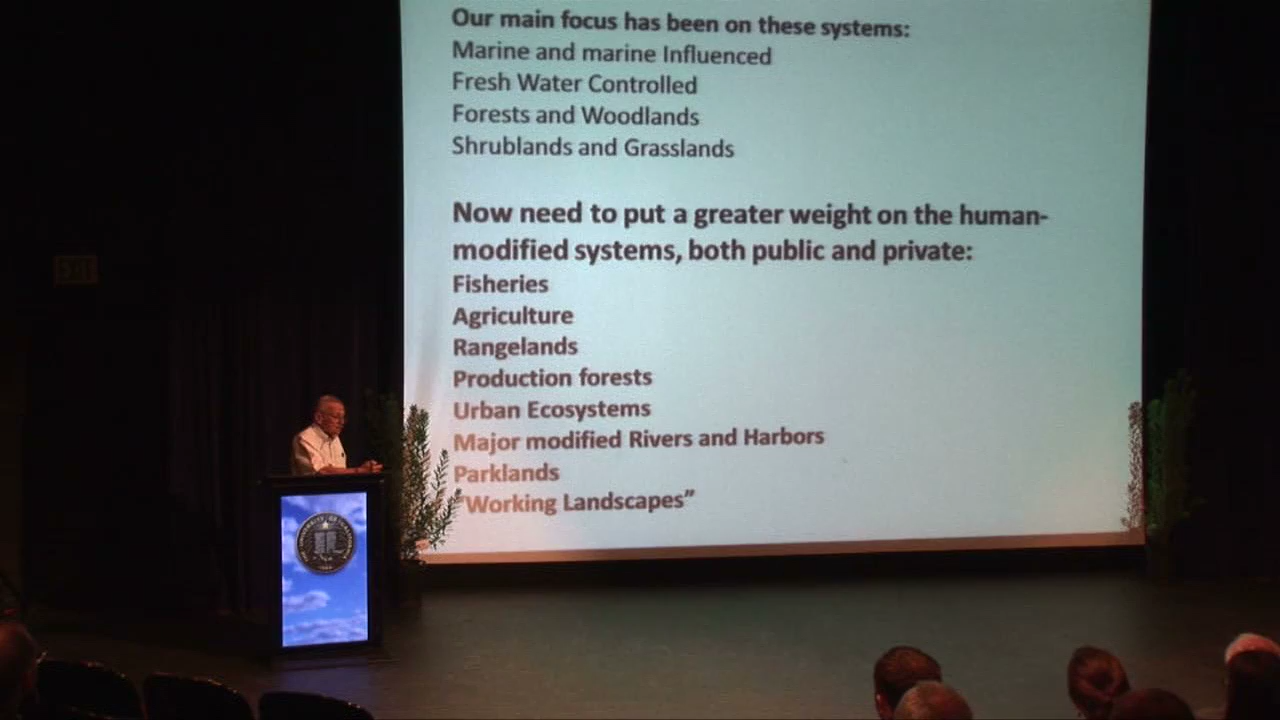 Our main focus has been on these systems:
Marine and marine Influenced
Fresh Water Controlled
Forests and Woodlands
Shrublands and Grasslands
Now need to put a greater weight on the human-
modified systems, both public and private:
Fisheries
Agriculture
Rangelands
Production forests
Urban Ecosystems
Major modified Rivers and Harbors
Parklands
"Working Landscapes”